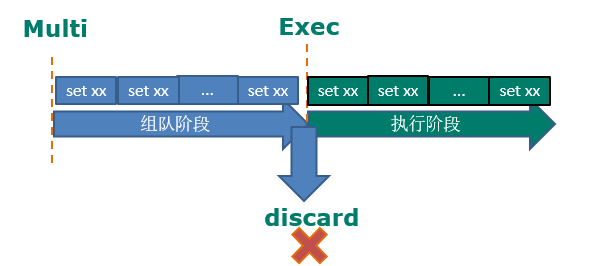 Multi
Exec
set xx set xx ... set xx set xx set xx ... set xx
组队阶段 执行阶段
discard